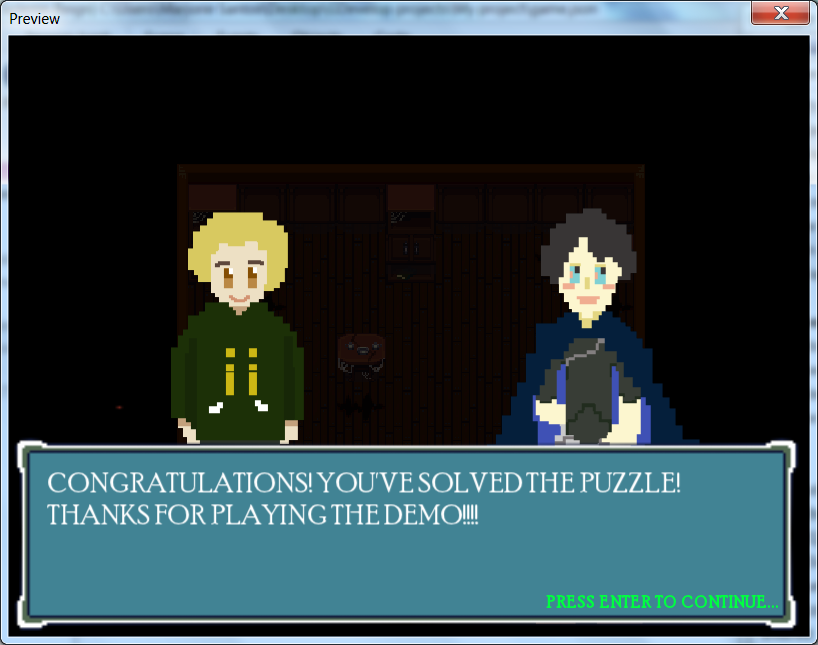 Preview
CONGRATULATIONS! YOU'VE SOLVED THE PUZZLE!
THANKS FOR PLAYING THE DEMO!!!!
PRESS ENTER TO CONTINUE...